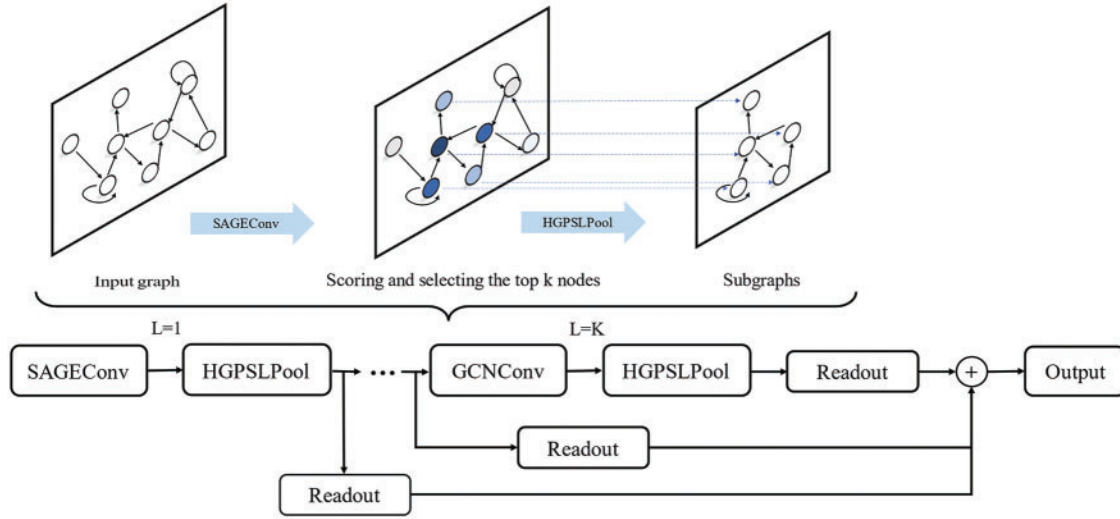 SAGEConv
HGPSLPool
Input graph
Scoring and selecting the top k nodes
Subgraphs
L=1
L=K
SAGEConv
HGPSLPool
...
GCNConv
HGPSLPool
Readout
+
Output
Readout
Readout